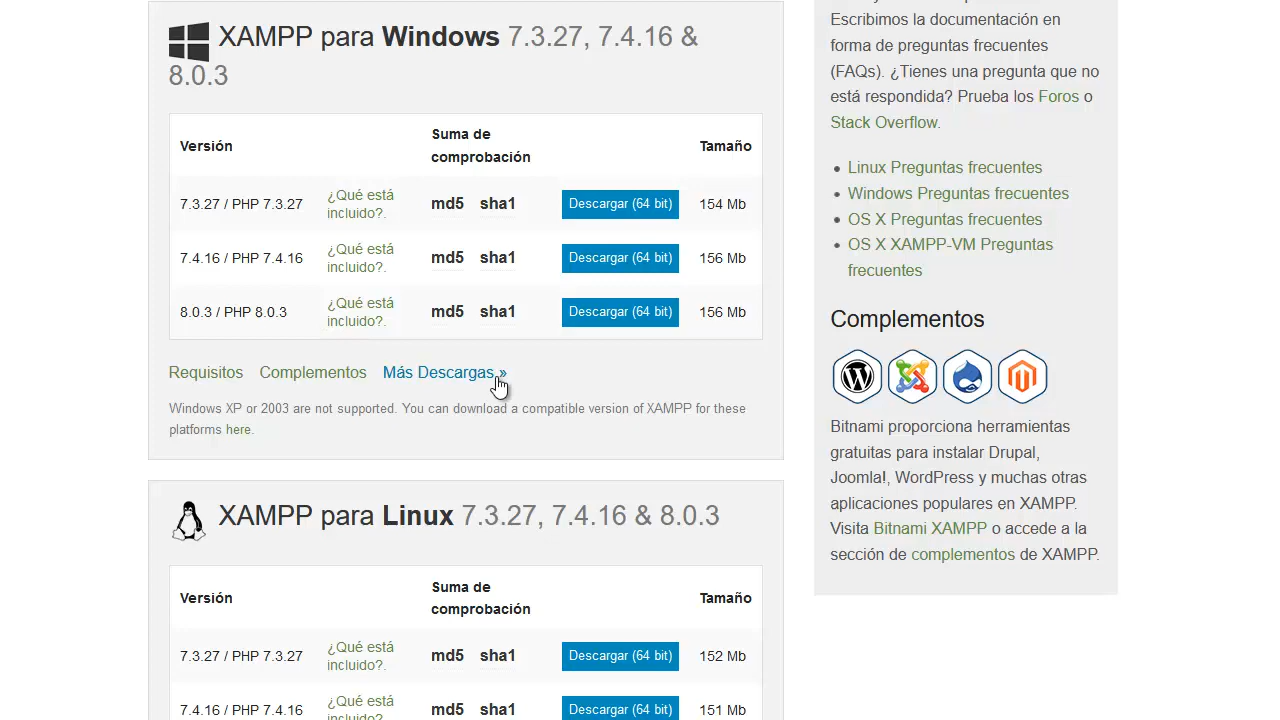 XAMPP para Windows 7.3.27, 7.4.16 &
8.0.3
Versión
Suma de
comprobación
Tamaño
7.3.27 / PHP 7.3.27
¿Qué está
incluido?.
md5 sha1
Descargar (64 bit)
154 Mb
7.4.16 / PHP 7.4.16
¿Qué está
incluido?.
md5 sha1
Descargar (64 bit)
156 Mb
8.0.3 / PHP 8.0.3
¿Qué está
incluido?.
md5 sha1
Descargar (64 bit)
156 Mb
Requisitos Complementos Más Descargas »
Windows XP or 2003 are not supported. You can download a compatible version of XAMPP for these
platforms here.
XAMPP para Linux 7.3.27, 7.4.16 & 8.0.3
Versión
Suma de
comprobación
Tamaño
7.3.27 / PHP 7.3.27
¿Qué está
incluido?.
md5 sha1
Descargar (64 bit)
152 Mb
7.4.16 / PHP 7.4.16
¿Qué está
incluido?
md5 sha1
Descargar (64 bit)
151 Mb
Escribimos la documentación en
forma de preguntas frecuentes
(FAQs). ¿Tienes una pregunta que no
está respondida? Prueba los Foros o
Stack Overflow.
Linux Preguntas frecuentes
Windows Preguntas frecuentes
OS X Preguntas frecuentes
OS X XAMPP-VM Preguntas
frecuentes
Complementos
Bitnami proporciona herramientas
gratuitas para instalar Drupal,
Joomla!, WordPress y muchas otras
aplicaciones populares en XAMPP.
Visita Bitnami XAMPP o accede a la
sección de complementos de XAMPP.